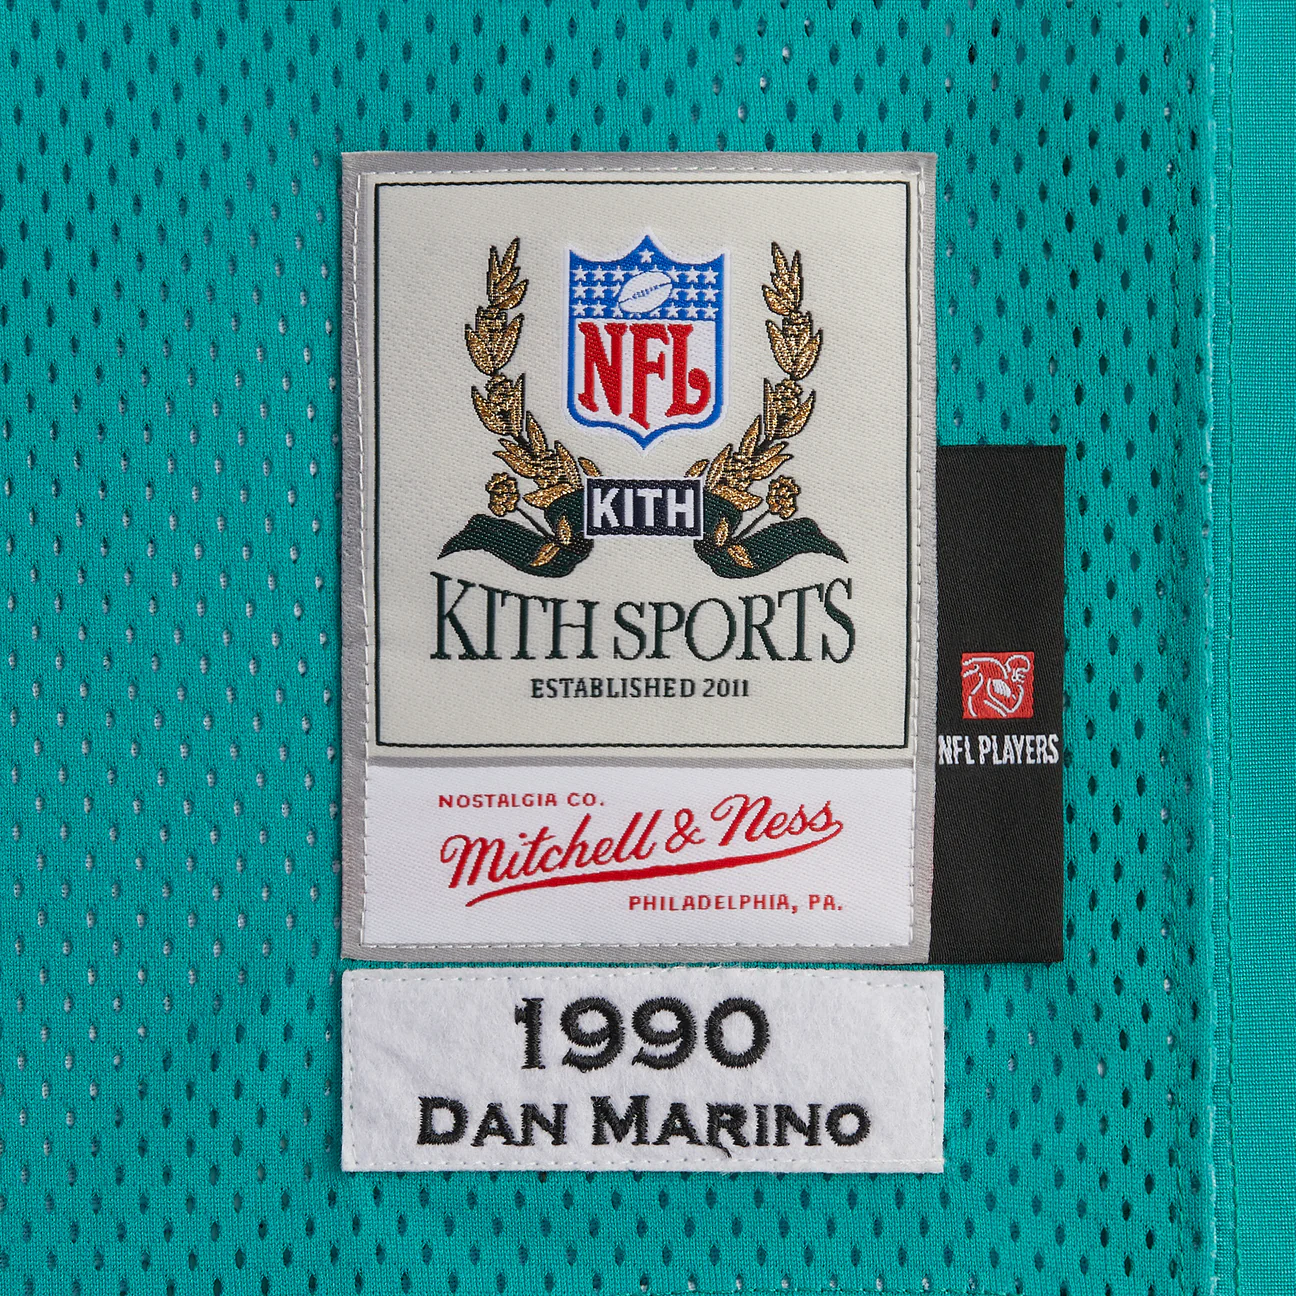 NFL
KITH
KITH SPORTS
ESTABLISHED 2011
NFL PLAYERS
NOSTALGIA CO.
Mitchell & Ness
PHILADELPHIA, PA.
1990
DAN MARINO